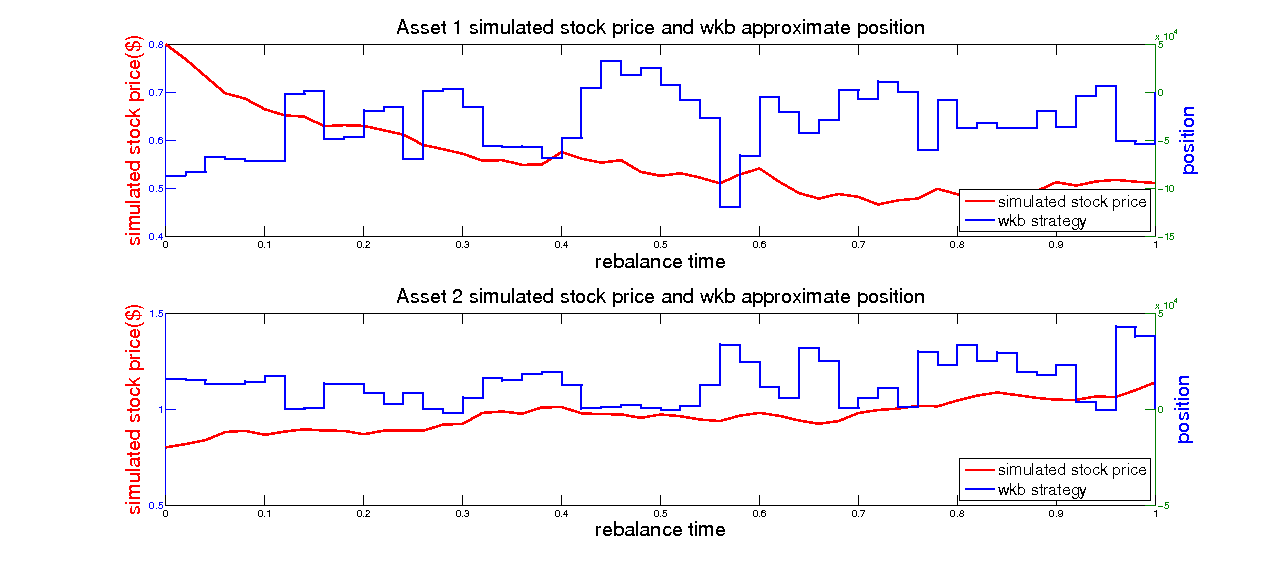 Asset 1 simulated stock price and wkb approximate position
x 10^4
simulated stock price($)
0.8
0.7
0.6
0.5
0.4
5
0
−5
−10
−15
position
simulated stock price
wkb strategy
0 0.1 0.2 0.3 0.4 0.5 0.6 0.7 0.8 0.9 1
rebalance time
Asset 2 simulated stock price and wkb approximate position
x 10^4
simulated stock price($)
1.5
1
0.5
5
0
−5
position
simulated stock price
wkb strategy
0 0.1 0.2 0.3 0.4 0.5 0.6 0.7 0.8 0.9 1
rebalance time